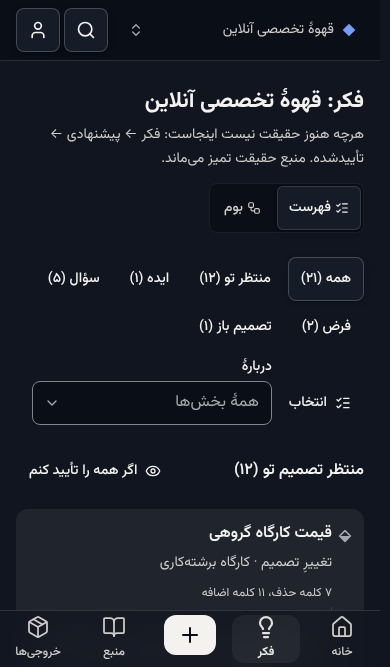 قهوهٔ تخصصی آنلاین
فکر: قهوهٔ تخصصی آنلاین
هرچه هنوز حقیقت نیست اینجاست: فکر ← پیشنهادی ←
تأییدشده. منبع حقیقت تمیز می‌ماند.
فهرست
بوم
همه (۲۱)
منتظر تو (۱۲)
ایده (۱)
سؤال (۵)
فرض (۲)
تصمیم باز (۱)
دربارهٔ
انتخاب
همهٔ بخش‌ها
منتظر تصمیم تو (۱۲)
اگر همه را تأیید کنم
قیمت کارگاه گروهی
تغییرِ تصمیم · کارگاه برشته‌کاری
۷ کلمه حذف، ۱۱ کلمه اضافه
خانه
فکر
منبع
خروجی‌ها